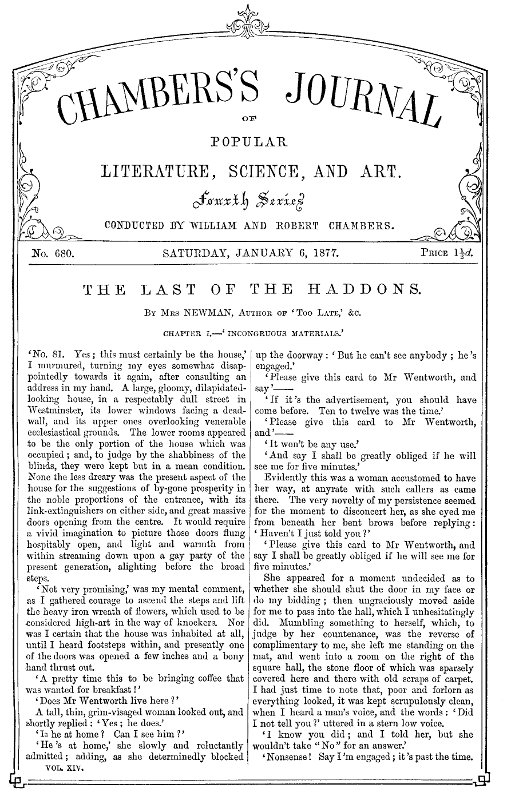 CHAMBERS'S JOURNAL
OF
POPULAR
LITERATURE, SCIENCE, AND ART.
Fourth Series
CONDUCTED BY WILLIAM AND ROBERT CHAMBERS.
No. 680.
SATURDAY, JANUARY 6, 1877.
PRICE 1½d.
THE LAST OF THE HADDONS.
BY MRS NEWMAN, AUTHOR OF 'TOO LATE,' &C.
CHAPTER I.—'INCONGRUOUS MATERIALS.'
'No. 81. Yes; this must certainly be the house,'
I murmured, turning my eyes somewhat disap-
pointedly towards it again, after consulting an
address in my hand. A large, gloomy, dilapidated-
looking house, in a respectably dull street in
Westminster, its lower windows facing a dead-
wall, and its upper ones overlooking venerable
ecclesiastical grounds. The lower rooms appeared
to be the only portion of the house which was
occupied; and, to judge by the shabbiness of the
blinds, they were kept but in a mean condition.
None the less dreary was the present aspect of the
house for the suggestions of by-gone prosperity in
the noble proportions of the entrance, with its
link-extinguishers on either side, and great massive
doors opening from the centre. It would require
a vivid imagination to picture those doors flung
hospitably open, and light and warmth from
within streaming down upon a gay party of the
present generation, alighting before the broad
steps.
'Not very promising,' was my mental comment,
as I gathered courage to ascend the steps and lift
the heavy iron wreath of flowers, which used to be
considered high-art in the way of knockers. Nor
was I certain that the house was inhabited at all,
until I heard footsteps within, and presently one
of the doors was opened a few inches and a bony
hand thrust out.
'A pretty time this to be bringing coffee that
was wanted for breakfast!'
'Does Mr Wentworth live here?'
A tall, thin, grim-visaged woman looked out, and
shortly replied: 'Yes; he does.'
'Is he at home? Can I see him?'
'He's at home,' she slowly and reluctantly
admitted; adding, as she determinedly blocked
VOL. XIV.
up the doorway: 'But he can't see anybody; he's
engaged.'
'Please give this card to Mr Wentworth, and
say'——
'If it's the advertisement, you should have
come before. Ten to twelve was the time.'
'Please give this card to Mr Wentworth,
and'——
'It won't be any use.'
'And say I shall be greatly obliged if he will
see me for five minutes.'
Evidently this was a woman accustomed to have
her way, at anyrate with such callers as came
there. The very novelty of my persistence seemed
for the moment to disconcert her, as she eyed me
from beneath her bent brows before replying:
'Haven't I just told you?'
'Please give this card to Mr Wentworth, and
say I shall be greatly obliged if he will see me for
five minutes.'
She appeared for a moment undecided as to
whether she should shut the door in my face or
do my bidding; then ungraciously moved aside
for me to pass into the hall, which I unhesitatingly
did. Mumbling something to herself, which, to
judge by her countenance, was the reverse of
complimentary to me, she left me standing on the
mat, and went into a room on the right of the
square hall, the stone floor of which was sparsely
covered here and there with old scraps of carpet.
I had just time to note that, poor and forlorn as
everything looked, it was kept scrupulously clean,
when I heard a man's voice, and the words: 'Did
I not tell you?' uttered in a stern low voice.
'I know you did; and I told her, but she
wouldn't take "No" for an answer.'
'Nonsense! Say I'm engaged; it's past the time.